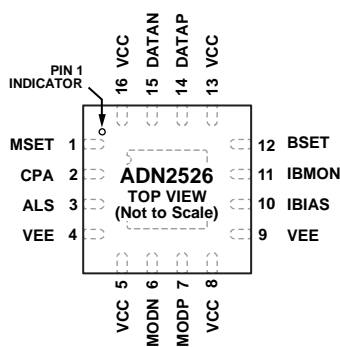 16 VCC
15 DATAN
14 DATAP
13 VCC
PIN 1
INDICATOR
MSET 1
CPA 2
ALS 3
VEE 4
ADN2526
TOP VIEW
(Not to Scale)
12 BSET
11 IBMON
10 IBIAS
9 VEE
VCC 5
MODN 6
MODP 7
VCC 8